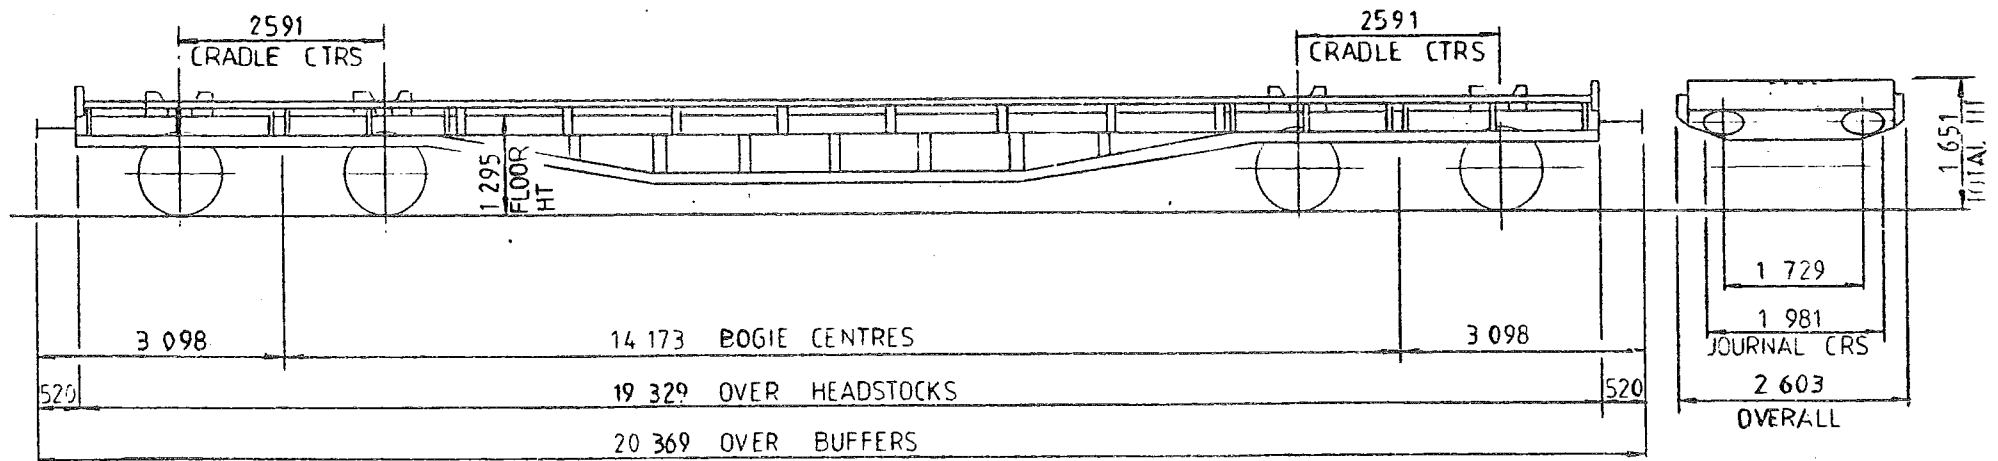 2591
CRADLE CTRS
2591
CRADLE CTRS
1 295
FLOOR
HT
1 651
TOTAL HT
1 729
1 981
JOURNAL CRS
2 603
OVERALL
3 098
14 173 BOGIE CENTRES
3 098
520
19 329 OVER HEADSTOCKS
520
20 369 OVER BUFFERS